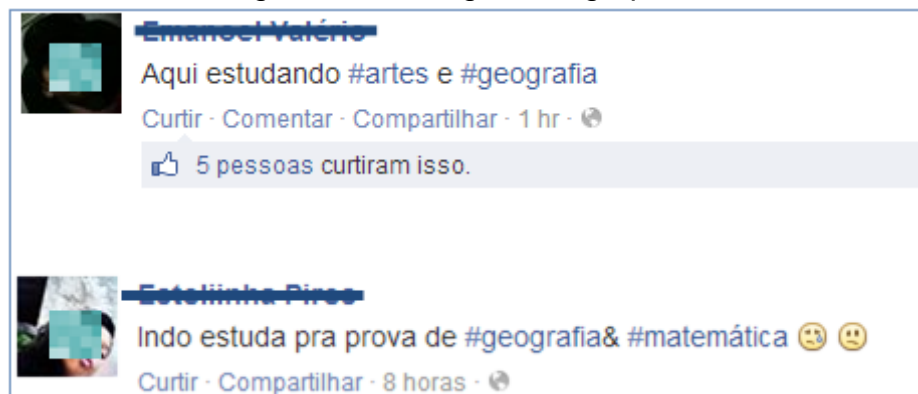 Aqui estudando #artes e #geografia
Curtir · Comentar · Compartilhar · 1 hr ·
5 pessoas curtiram isso.
Indo estuda pra prova de #geografia& #matemática
Curtir · Compartilhar · 8 horas ·